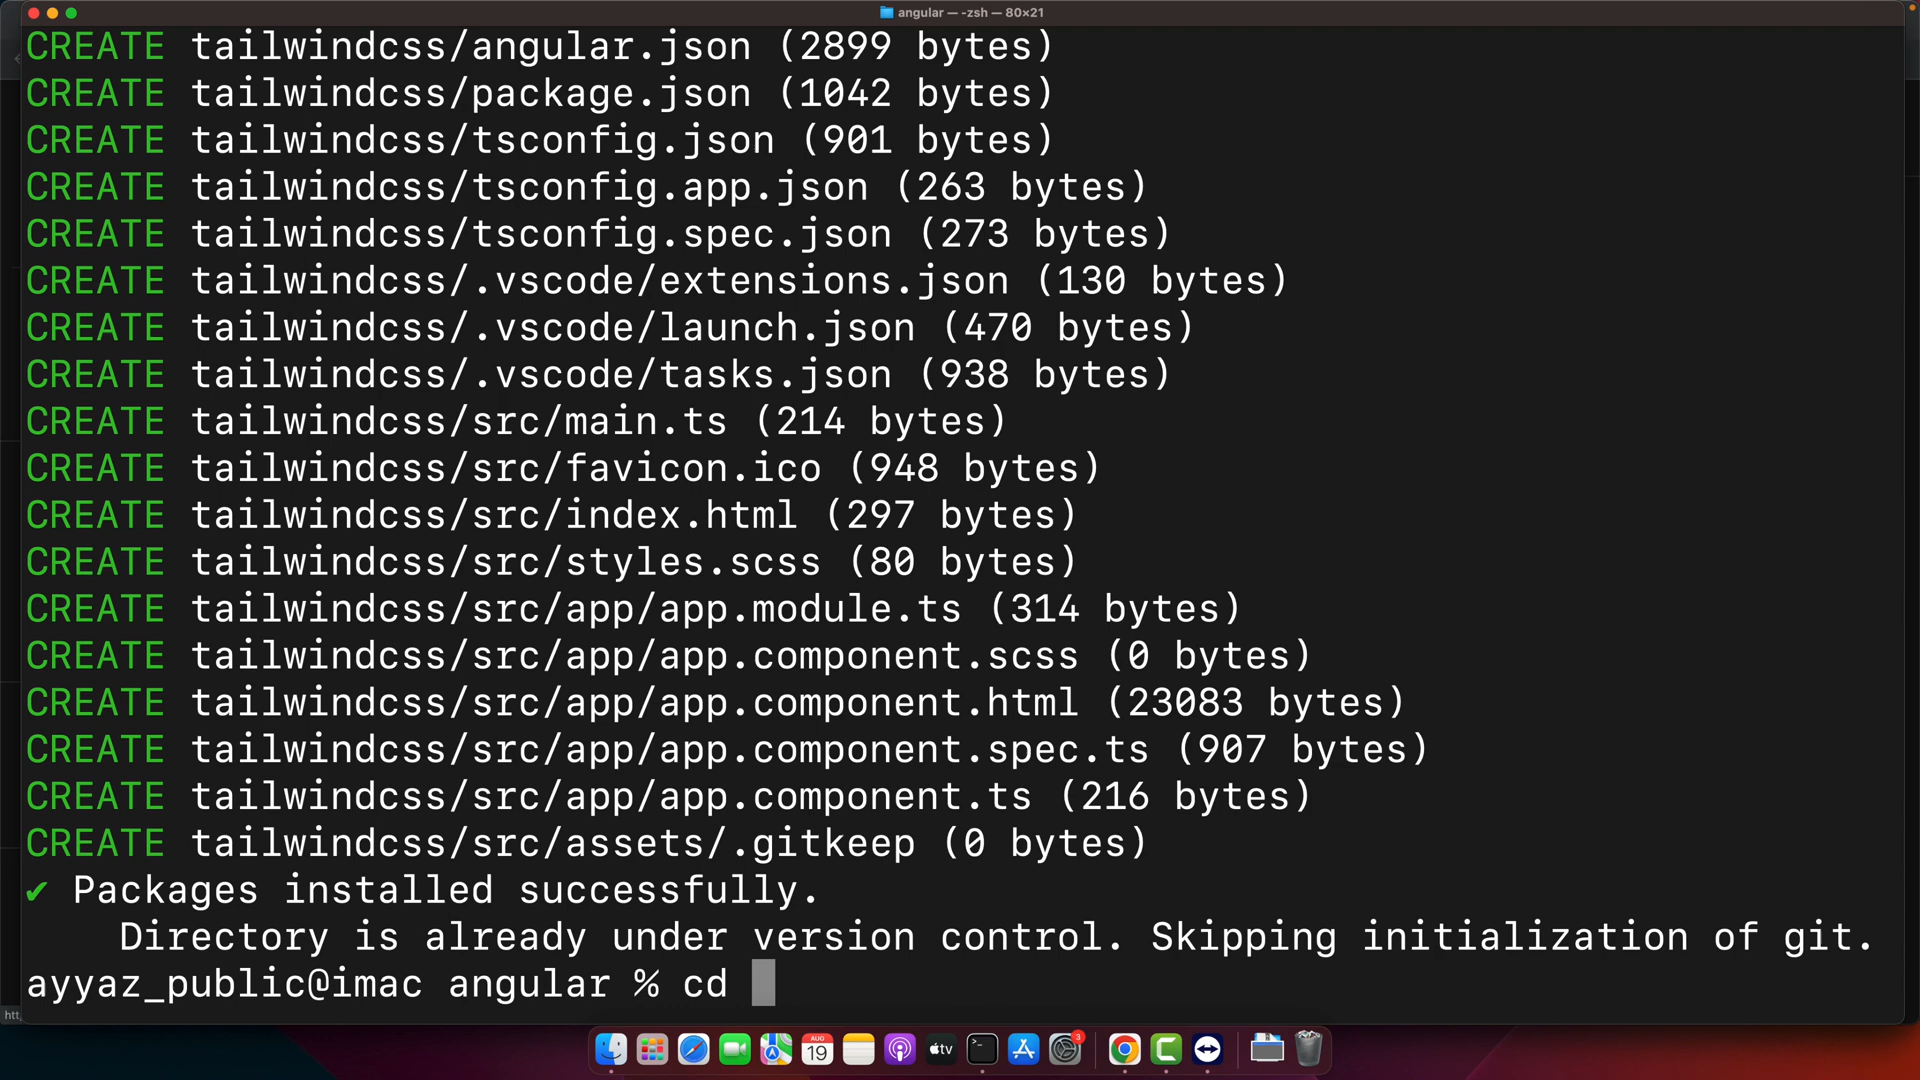 angular — -zsh — 80×21
CREATE tailwindcss/angular.json (2899 bytes)
CREATE tailwindcss/package.json (1042 bytes)
CREATE tailwindcss/tsconfig.json (901 bytes)
CREATE tailwindcss/tsconfig.app.json (263 bytes)
CREATE tailwindcss/tsconfig.spec.json (273 bytes)
CREATE tailwindcss/.vscode/extensions.json (130 bytes)
CREATE tailwindcss/.vscode/launch.json (470 bytes)
CREATE tailwindcss/.vscode/tasks.json (938 bytes)
CREATE tailwindcss/src/main.ts (214 bytes)
CREATE tailwindcss/src/favicon.ico (948 bytes)
CREATE tailwindcss/src/index.html (297 bytes)
CREATE tailwindcss/src/styles.scss (80 bytes)
CREATE tailwindcss/src/app/app.module.ts (314 bytes)
CREATE tailwindcss/src/app/app.component.scss (0 bytes)
CREATE tailwindcss/src/app/app.component.html (23083 bytes)
CREATE tailwindcss/src/app/app.component.spec.ts (907 bytes)
CREATE tailwindcss/src/app/app.component.ts (216 bytes)
CREATE tailwindcss/src/assets/.gitkeep (0 bytes)
✔ Packages installed successfully.
Directory is already under version control. Skipping initialization of git.
ayyaz_public@imac angular % cd
htt
AUG
19
tv
3